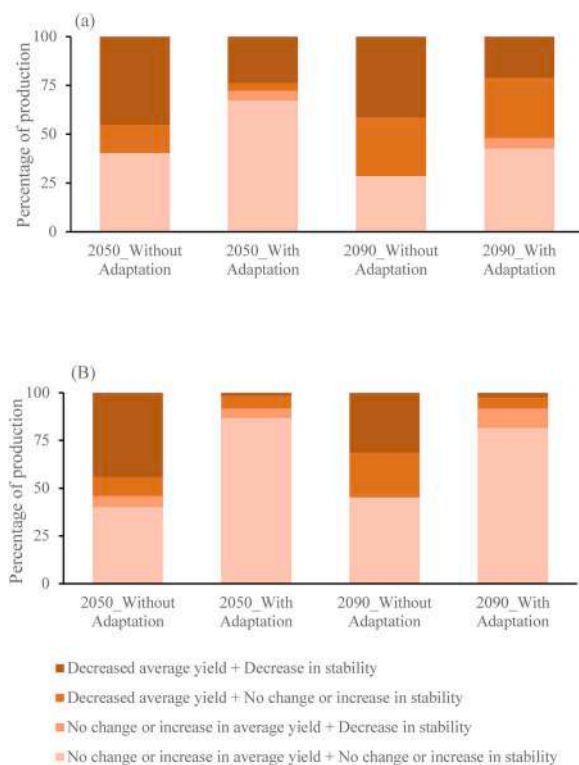 (a)
Percentage of production
100
75
50
25
0
2050_Without
Adaptation
2050_With
Adaptation
2090_Without
Adaptation
2090_With
Adaptation
(B)
Percentage of production
100
75
50
25
0
2050_Without
Adaptation
2050_With
Adaptation
2090_Without
Adaptation
2090_With
Adaptation
Decreased average yield + Decrease in stability
Decreased average yield + No change or increase in stability
No change or increase in average yield + Decrease in stability
No change or increase in average yield + No change or increase in stability